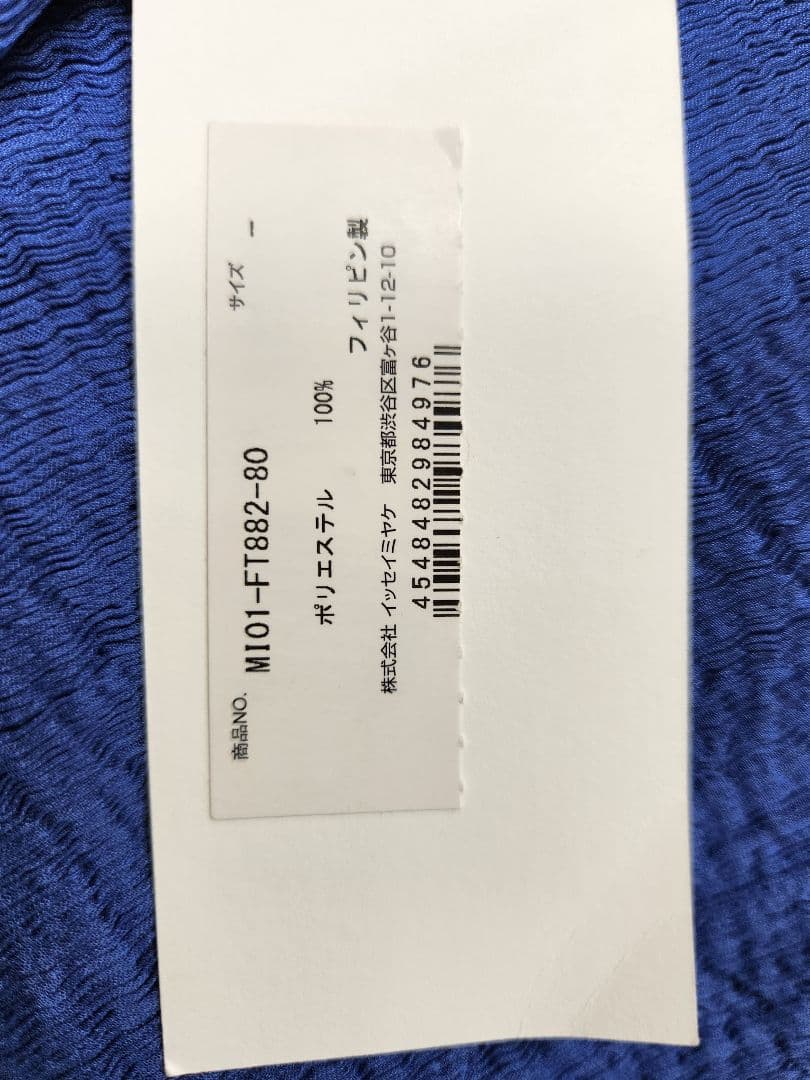 商品NO. サイズ
MI01-FT882-80 ー
ポリエステル 100%
フィリピン製
株式会社 イッセイミヤケ 東京都渋谷区富ヶ谷1-12-10
4548482984976